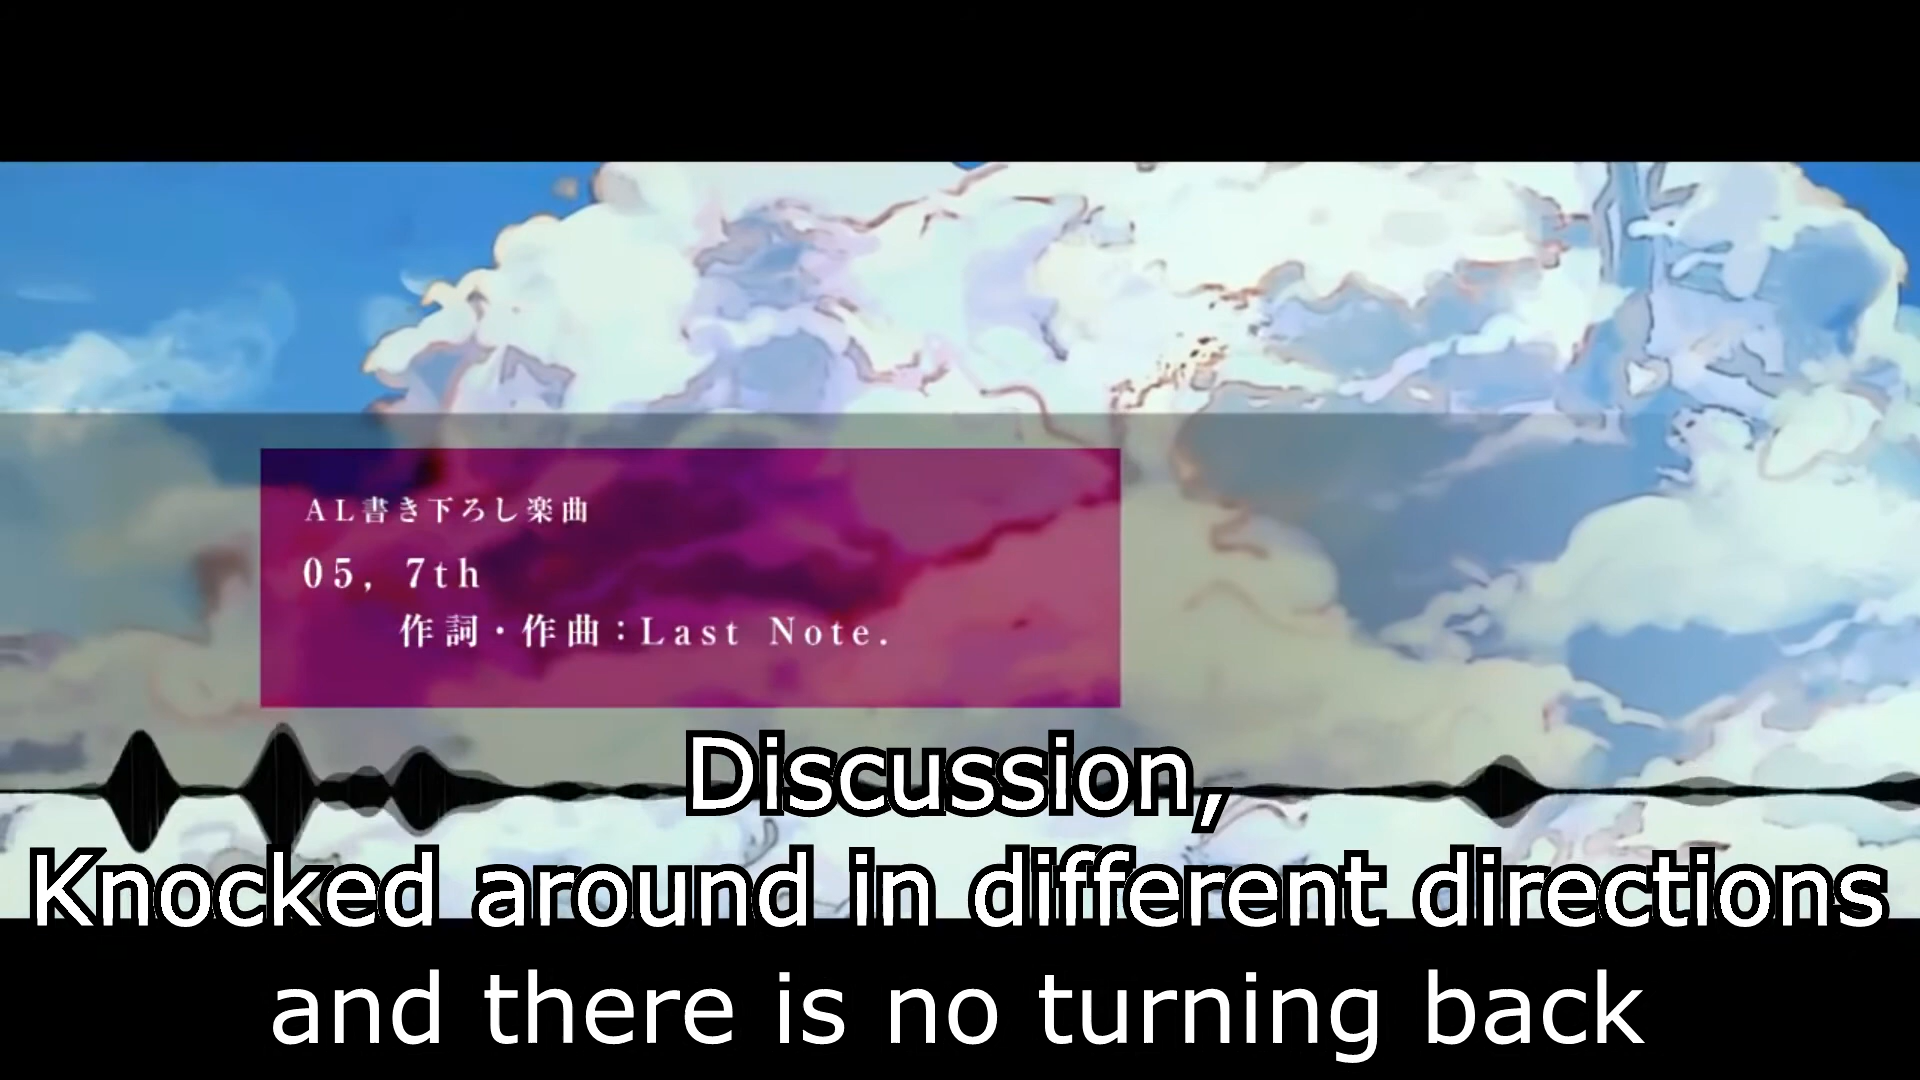 AL書き下ろし楽曲
05, 7th
作詞・作曲：Last Note.
Discussion,
Knocked around in different directions
and there is no turning back